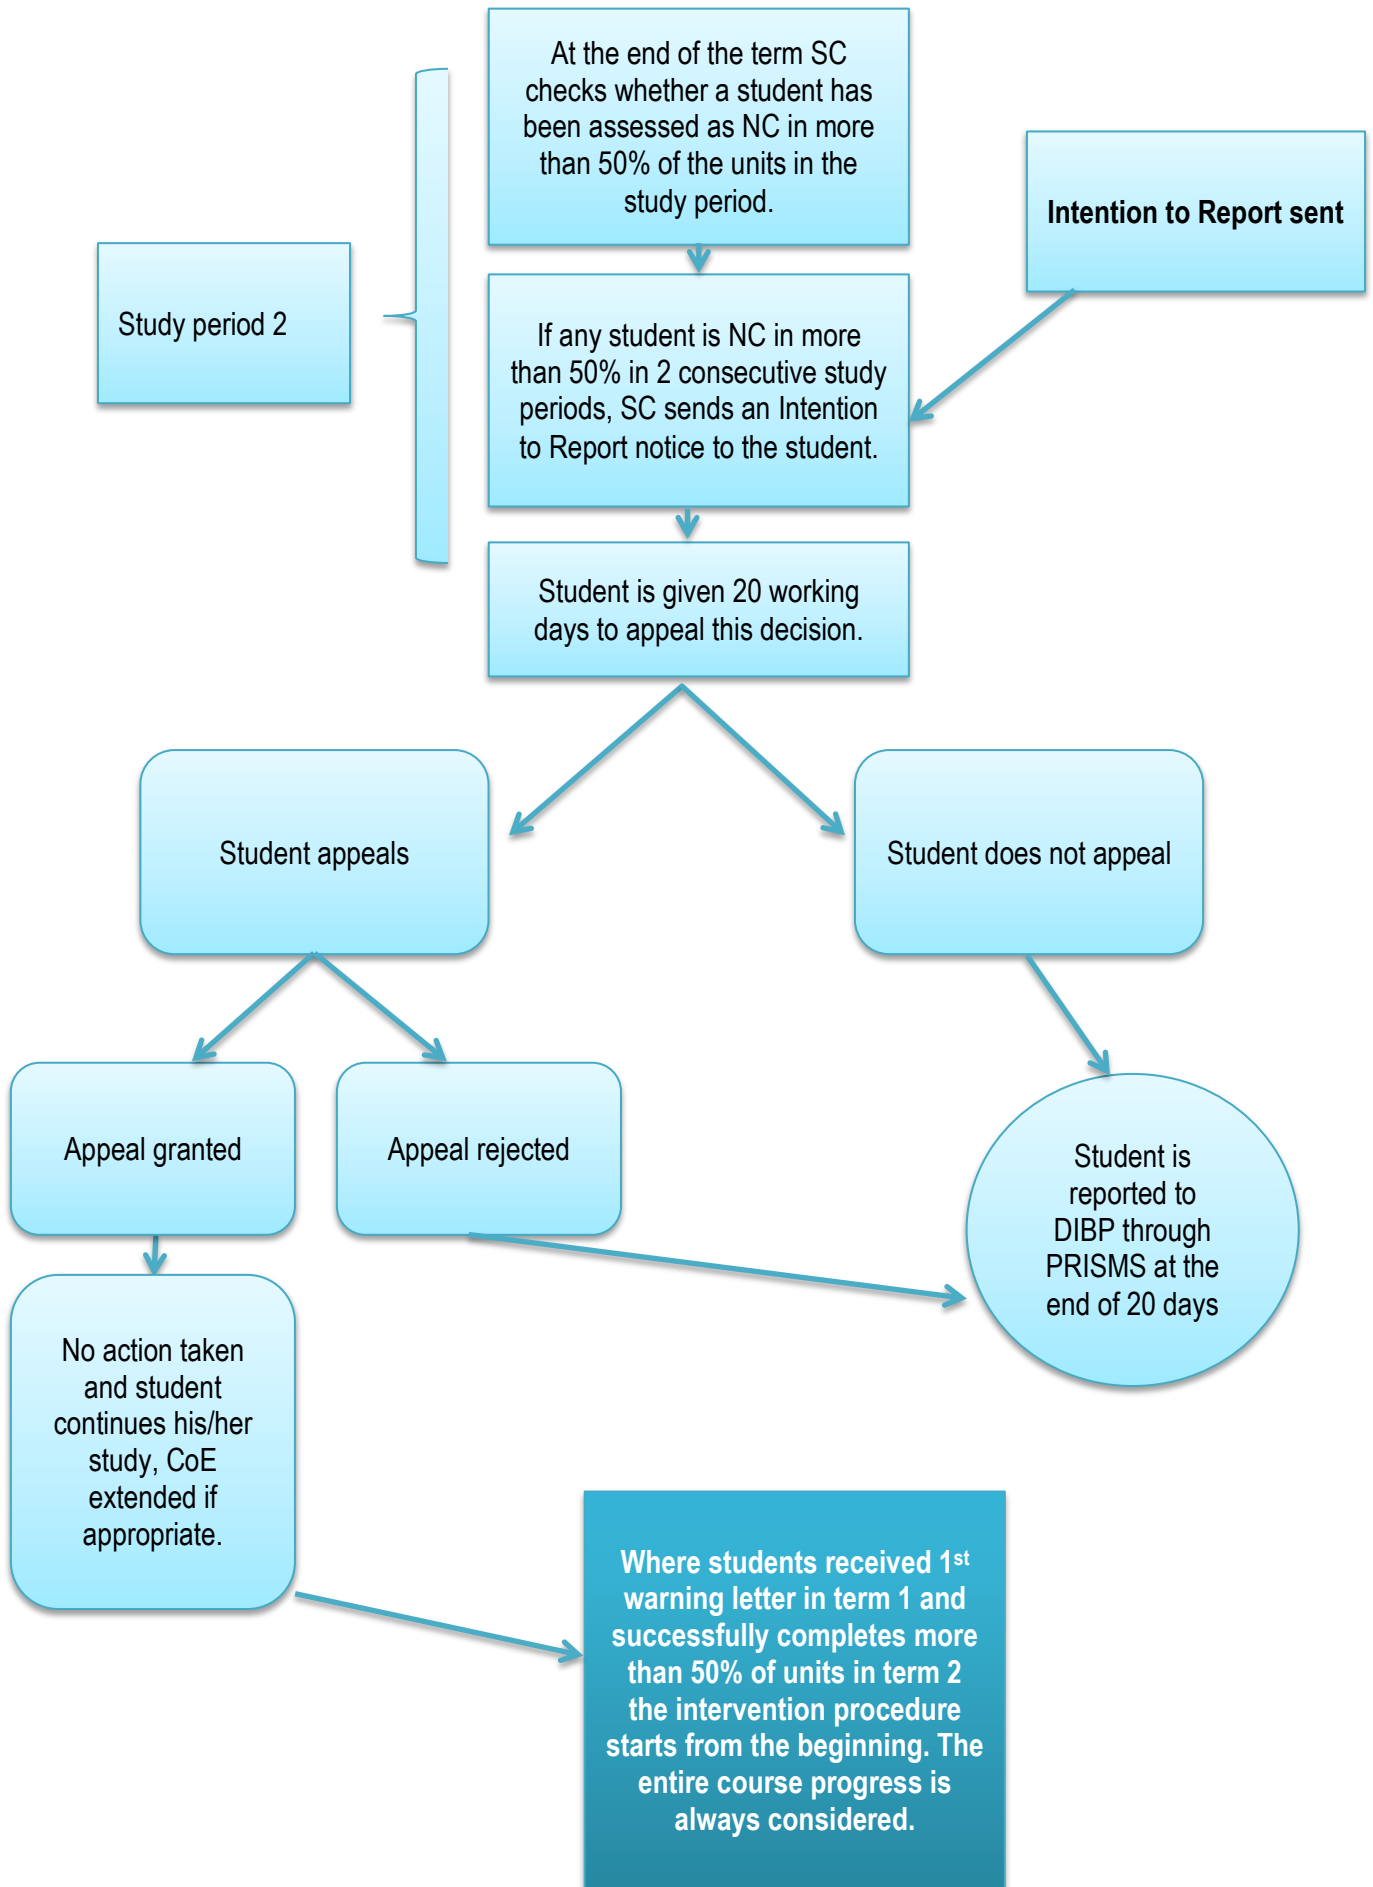 At the end of the term SC
checks whether a student has
been assessed as NC in more
than 50% of the units in the
study period.
Intention to Report sent
Study period 2
If any student is NC in more
than 50% in 2 consecutive study
periods, SC sends an Intention
to Report notice to the student.
Student is given 20 working
days to appeal this decision.
Student appeals
Student does not appeal
Appeal granted
Appeal rejected
Student is
reported to
DIBP through
PRISMS at the
end of 20 days
No action taken
and student
continues his/her
study, CoE
extended if
appropriate.
Where students received 1st
warning letter in term 1 and
successfully completes more
than 50% of units in term 2
the intervention procedure
starts from the beginning. The
entire course progress is
always considered.